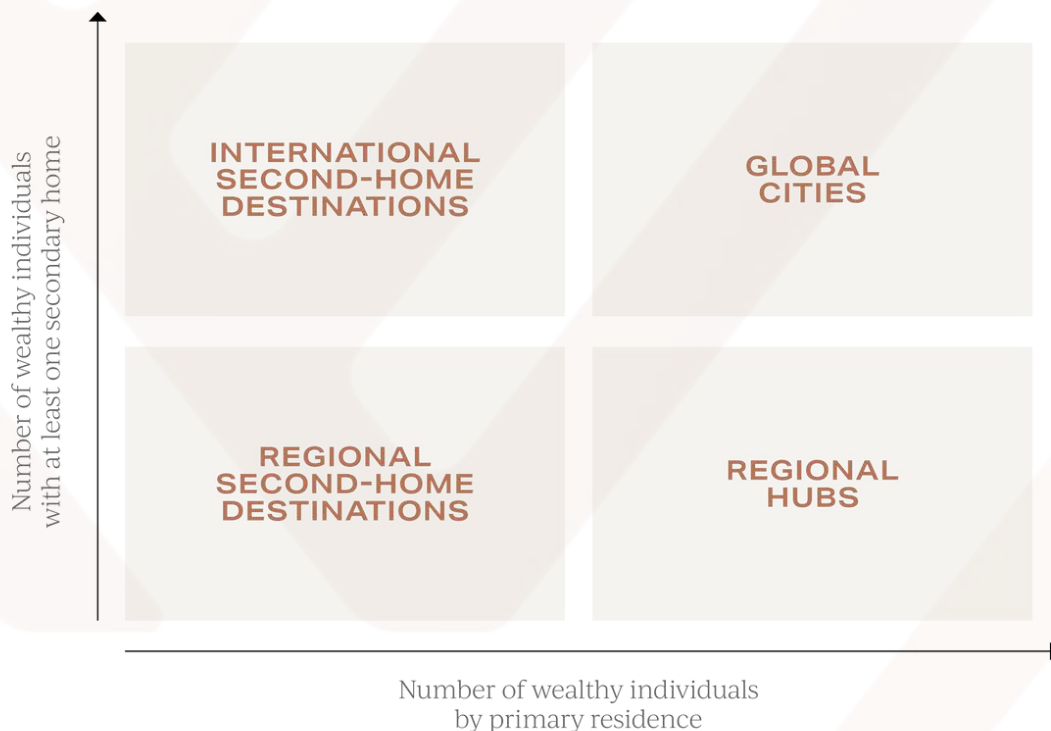 Number of wealthy individuals
with at least one secondary home
INTERNATIONAL
SECOND-HOME
DESTINATIONS
GLOBAL
CITIES
REGIONAL
SECOND-HOME
DESTINATIONS
REGIONAL
HUBS
Number of wealthy individuals
by primary residence